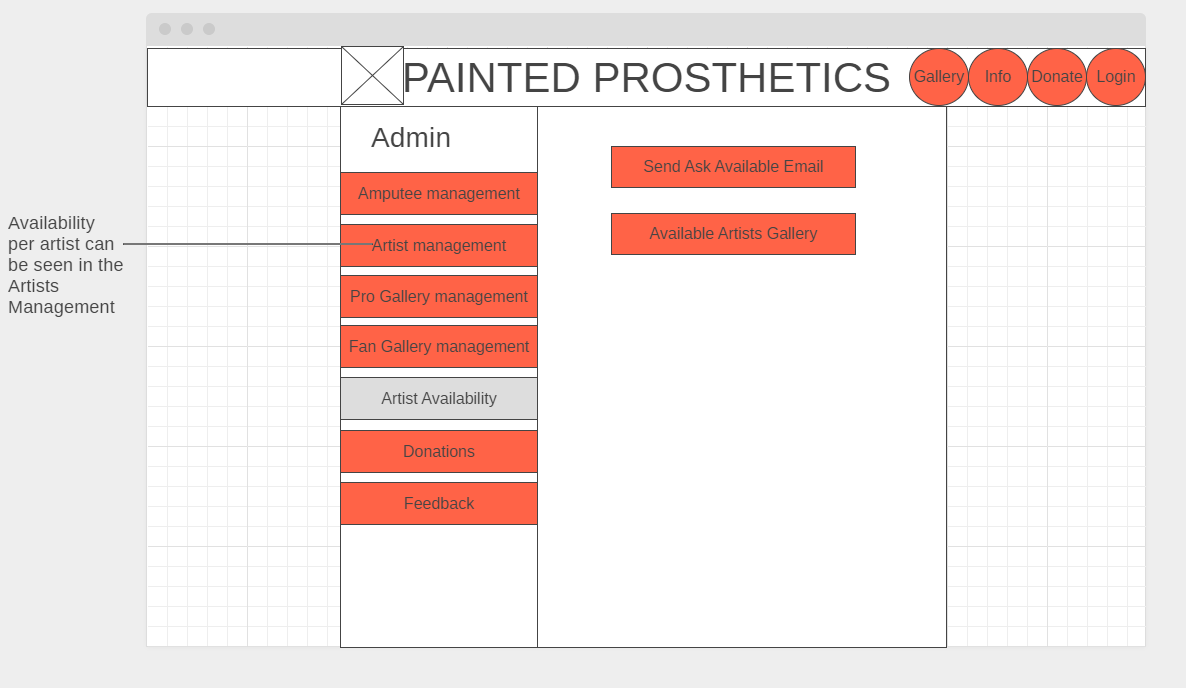 PAINTED PROSTHETICS
Gallery
Info
Donate
Login
Admin
Amputee management
Artist management
Pro Gallery management
Fan Gallery management
Artist Availability
Donations
Feedback
Send Ask Available Email
Available Artists Gallery
Availability
per artist can
be seen in the
Artists
Management